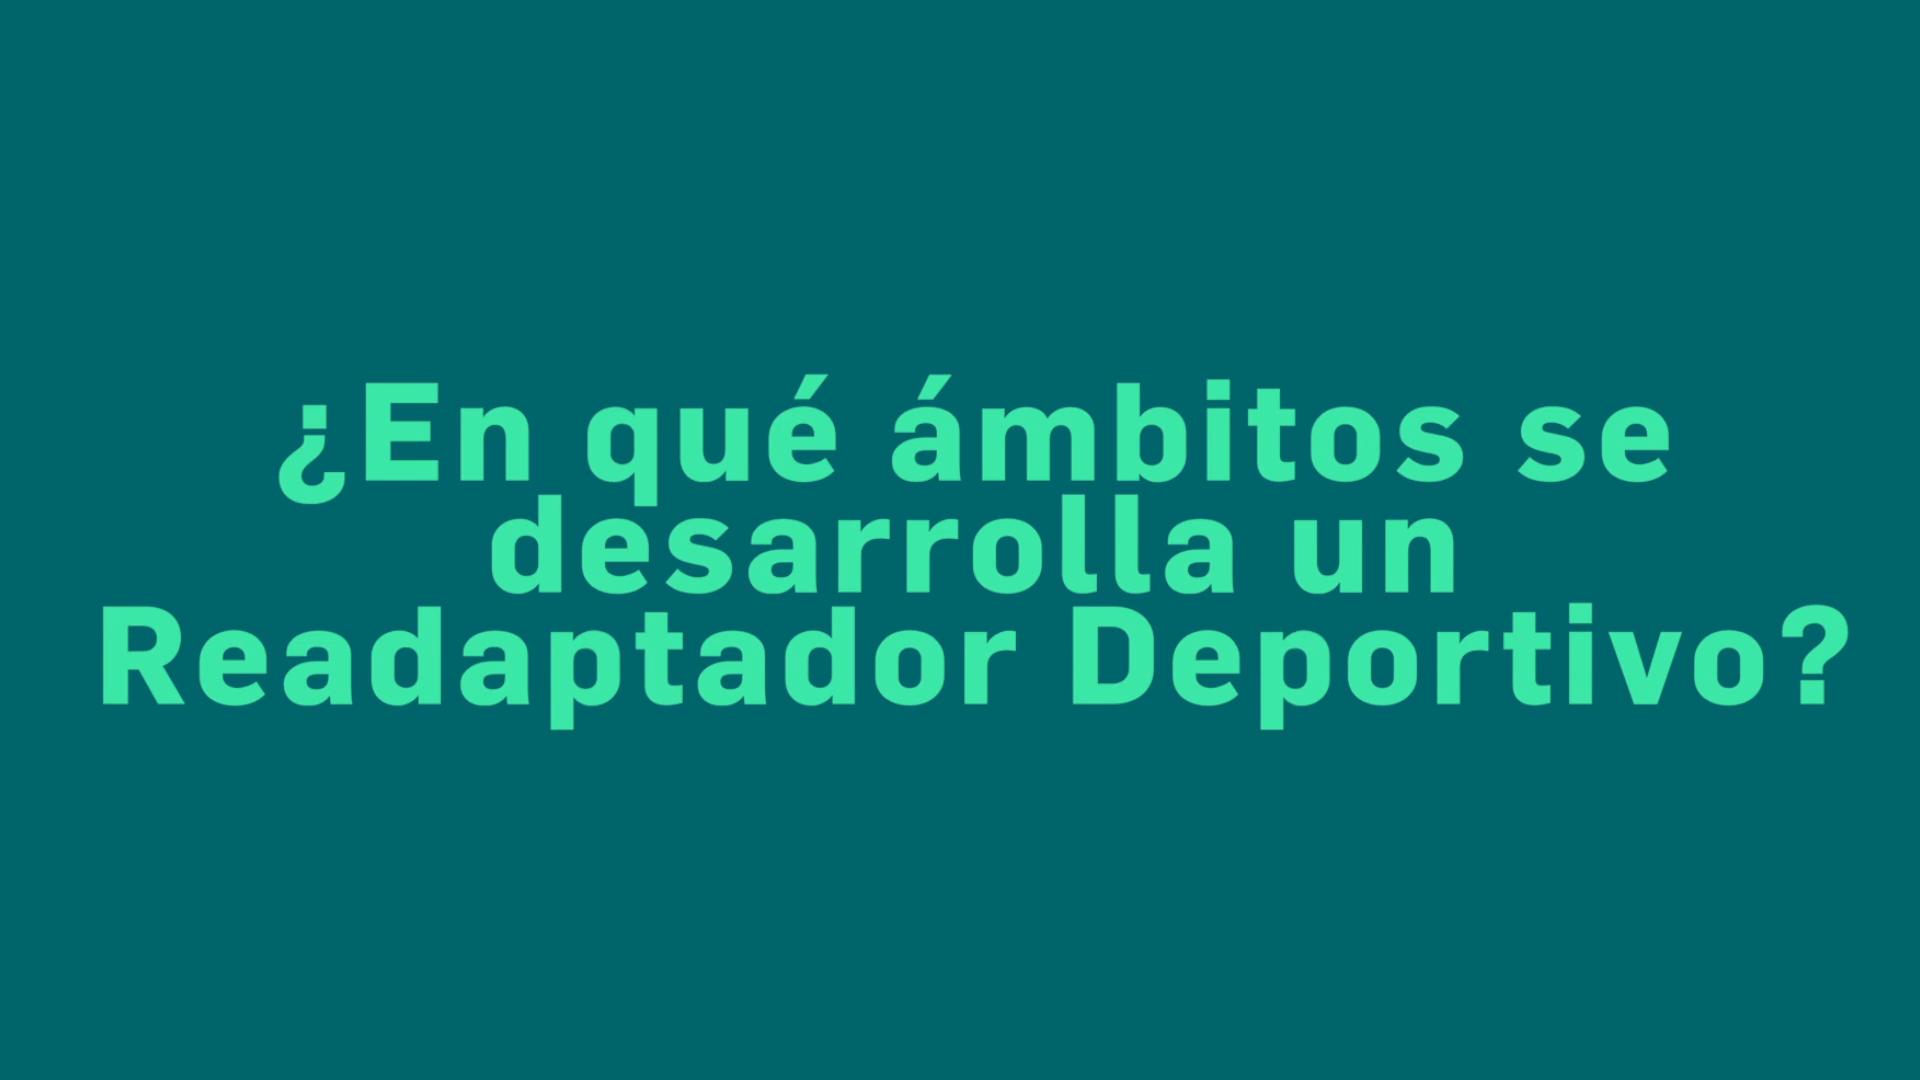 ¿En qué ámbitos se
desarrolla un
Readaptador Deportivo?